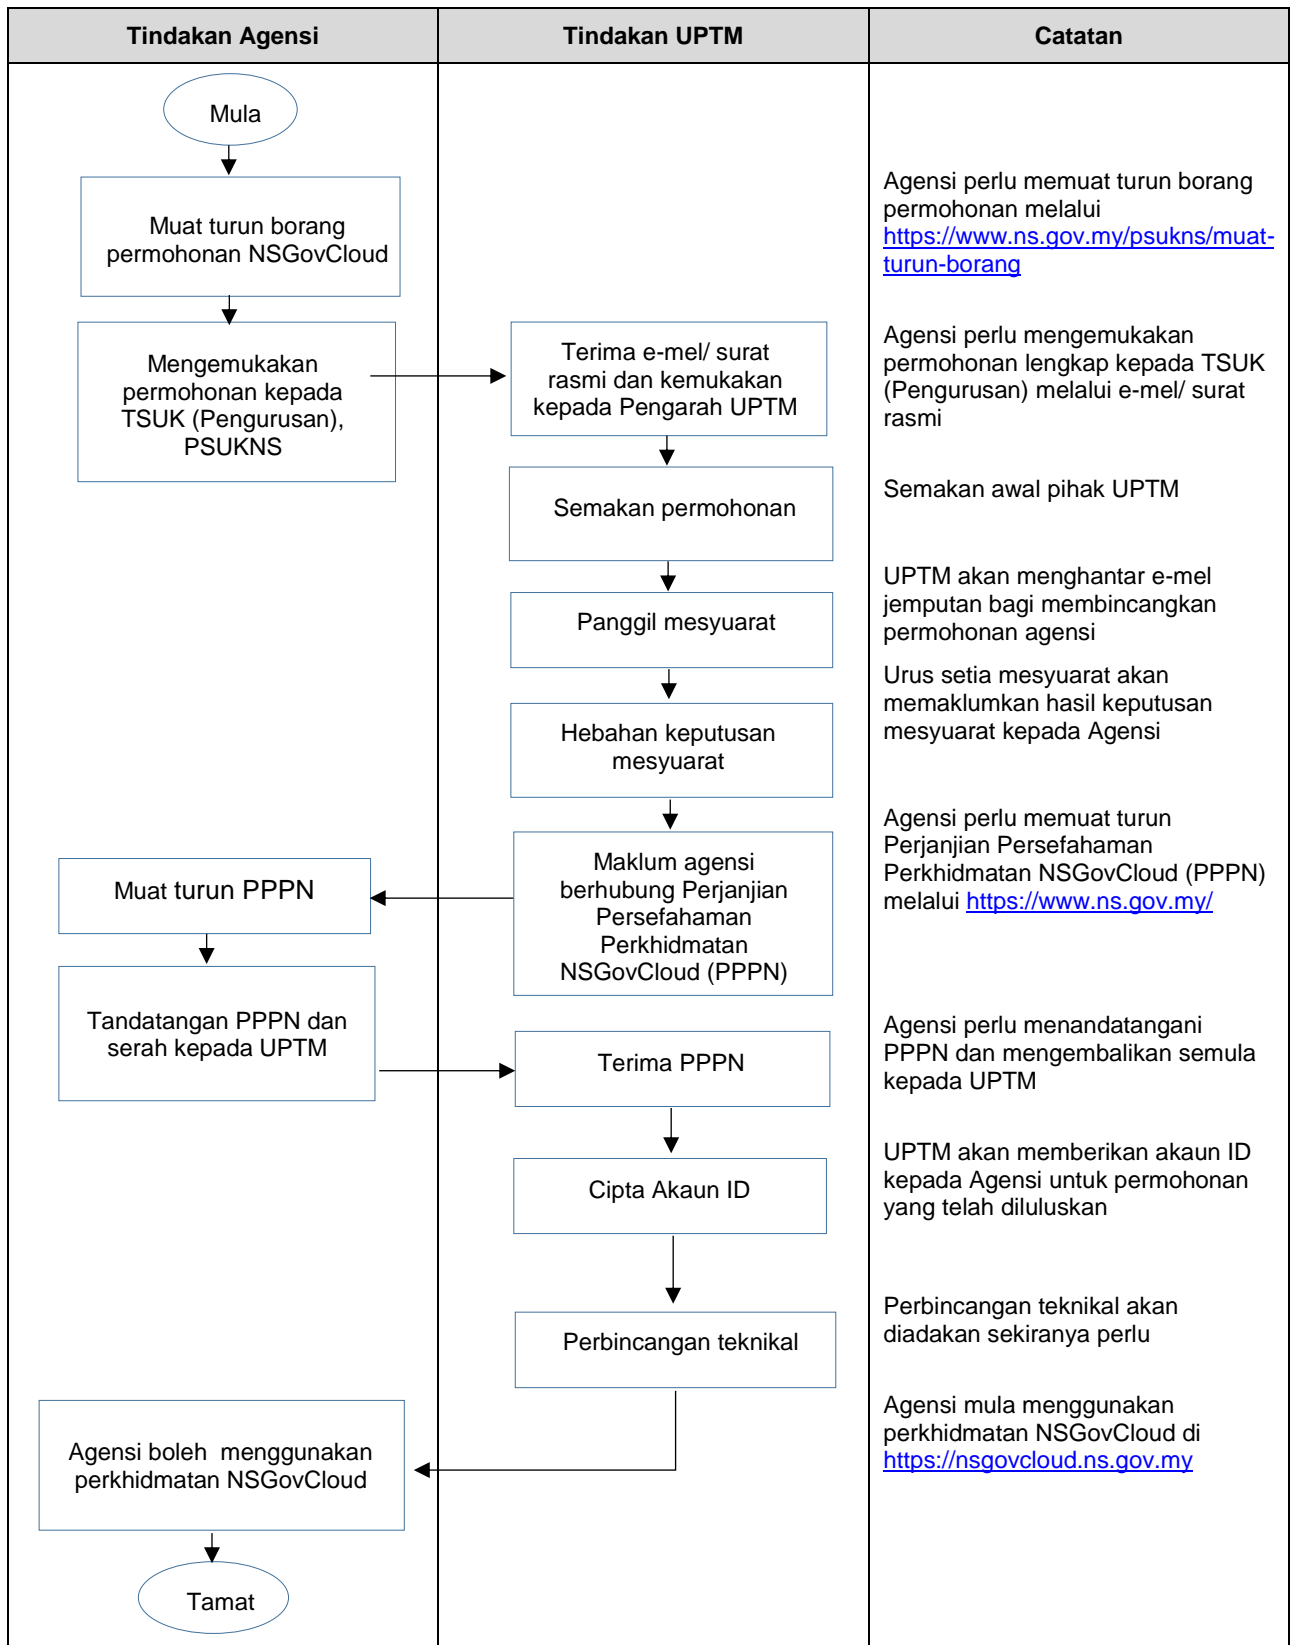 Tindakan Agensi
Tindakan UPTM
Catatan
Mula
Muat turun borang
permohonan NSGovCloud
Agensi perlu memuat turun borang
permohonan melalui
https://www.ns.gov.my/psukns/muat-
turun-borang
Mengemukakan
permohonan kepada
TSUK (Pengurusan),
PSUKNS
Terima e-mel/ surat
rasmi dan kemukakan
kepada Pengarah UPTM
Agensi perlu mengemukakan
permohonan lengkap kepada TSUK
(Pengurusan) melalui e-mel/ surat
rasmi
Semakan permohonan
Semakan awal pihak UPTM
Panggil mesyuarat
UPTM akan menghantar e-mel
jemputan bagi membincangkan
permohonan agensi
Hebahan keputusan
mesyuarat
Urus setia mesyuarat akan
memaklumkan hasil keputusan
mesyuarat kepada Agensi
Maklum agensi
berhubung Perjanjian
Persefahaman
Perkhidmatan
NSGovCloud (PPPN)
Muat turun PPPN
Agensi perlu memuat turun
Perjanjian Persefahaman
Perkhidmatan NSGovCloud (PPPN)
melalui https://www.ns.gov.my/
Tandatangan PPPN dan
serah kepada UPTM
Terima PPPN
Agensi perlu menandatangani
PPPN dan mengembalikan semula
kepada UPTM
Cipta Akaun ID
UPTM akan memberikan akaun ID
kepada Agensi untuk permohonan
yang telah diluluskan
Perbincangan teknikal
Perbincangan teknikal akan
diadakan sekiranya perlu
Agensi boleh  menggunakan
perkhidmatan NSGovCloud
Agensi mula menggunakan
perkhidmatan NSGovCloud di
https://nsgovcloud.ns.gov.my
Tamat